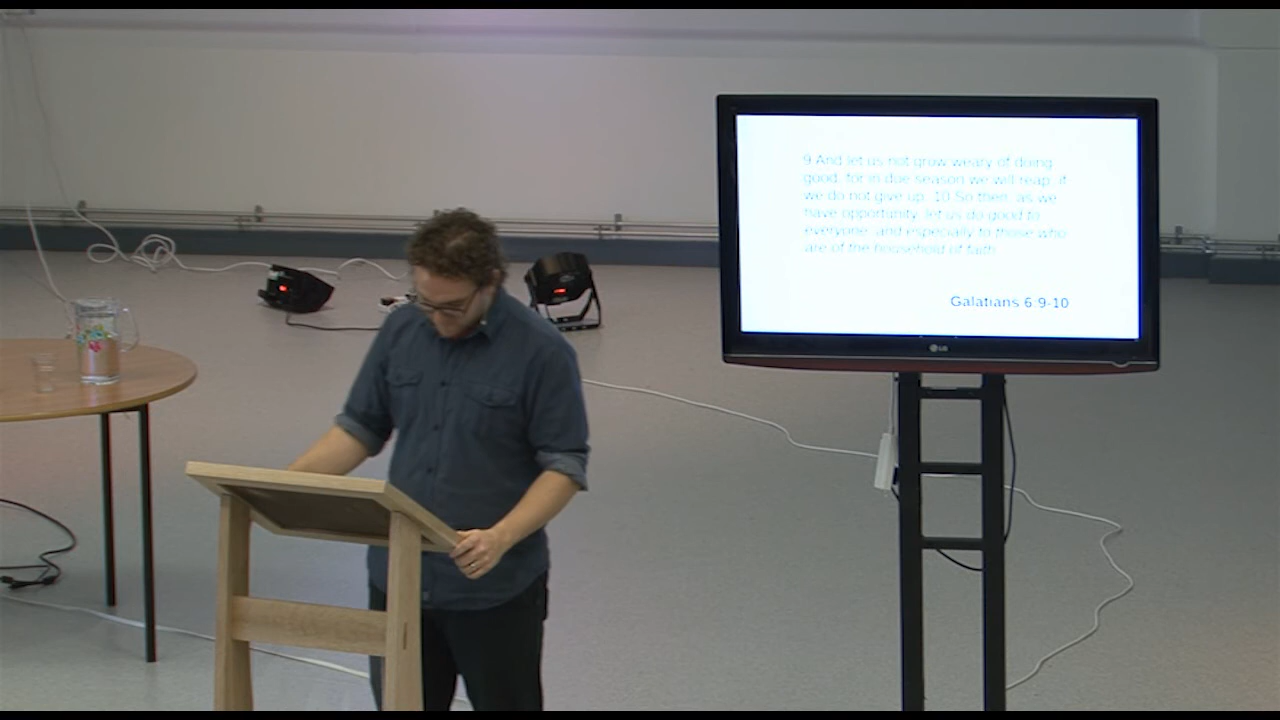 9 And let us not grow weary of doing
good, for in due season we will reap, if
we do not give up. 10 So then, as we
have opportunity, let us do good to
everyone, and especially to those who
are of the household of faith.
Galatians 6:9-10
LG